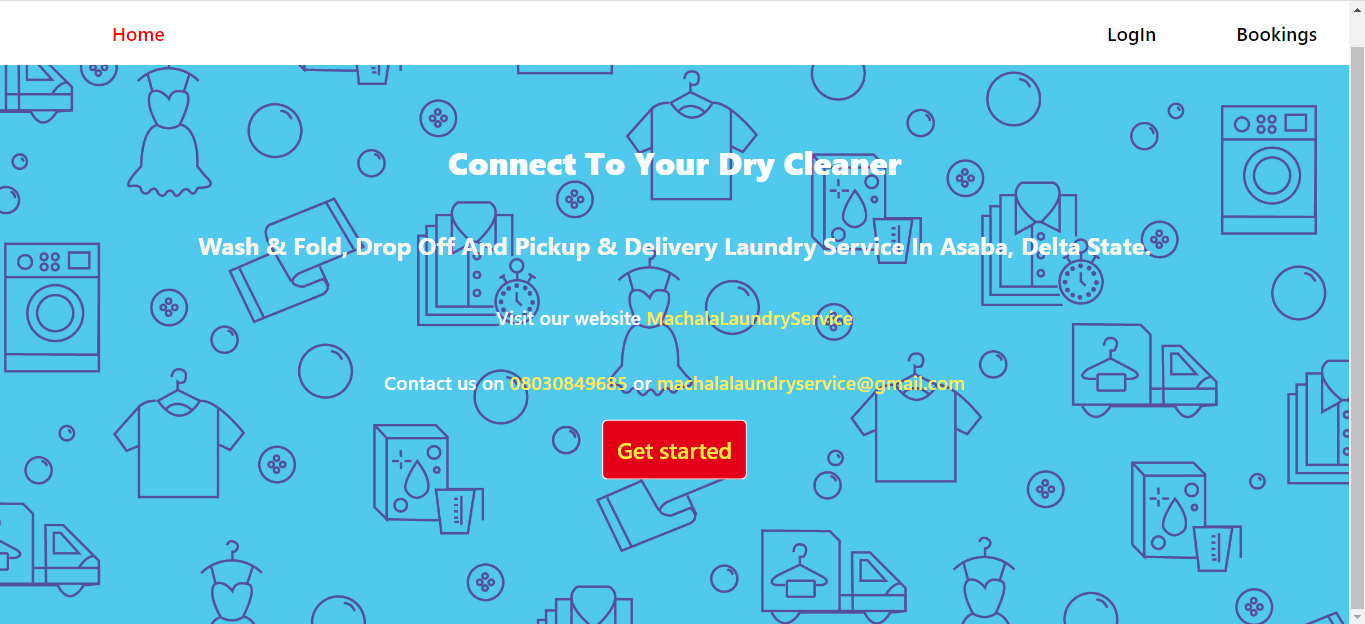 Home LogIn Bookings
Connect To Your Dry Cleaner
Wash & Fold, Drop Off And Pickup & Delivery Laundry Service In Asaba, Delta State.
Visit our website MachalaLaundryService
Contact us on 08030849685 or machalalaundryservice@gmail.com
Get started